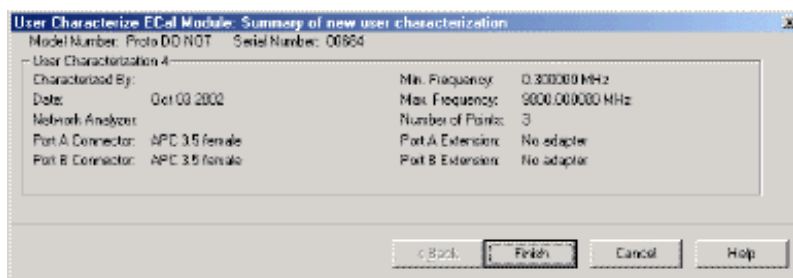 User Characterize ECal Module: Summary of new user characterization
Model Number: Proto DO NOT Serial Number: 00664
User Characterization 4
Characterized By:
Min. Frequency: 0.300000 MHz
Date: Oct 03 2002
Max. Frequency: 9000.000000 MHz
Network Analyzer:
Number of Points: 3
Port A Connector: APC 3.5 female
Port A Extension: No adapter
Port B Connector: APC 3.5 female
Port B Extension: No adapter
< Back
Finish
Cancel
Help